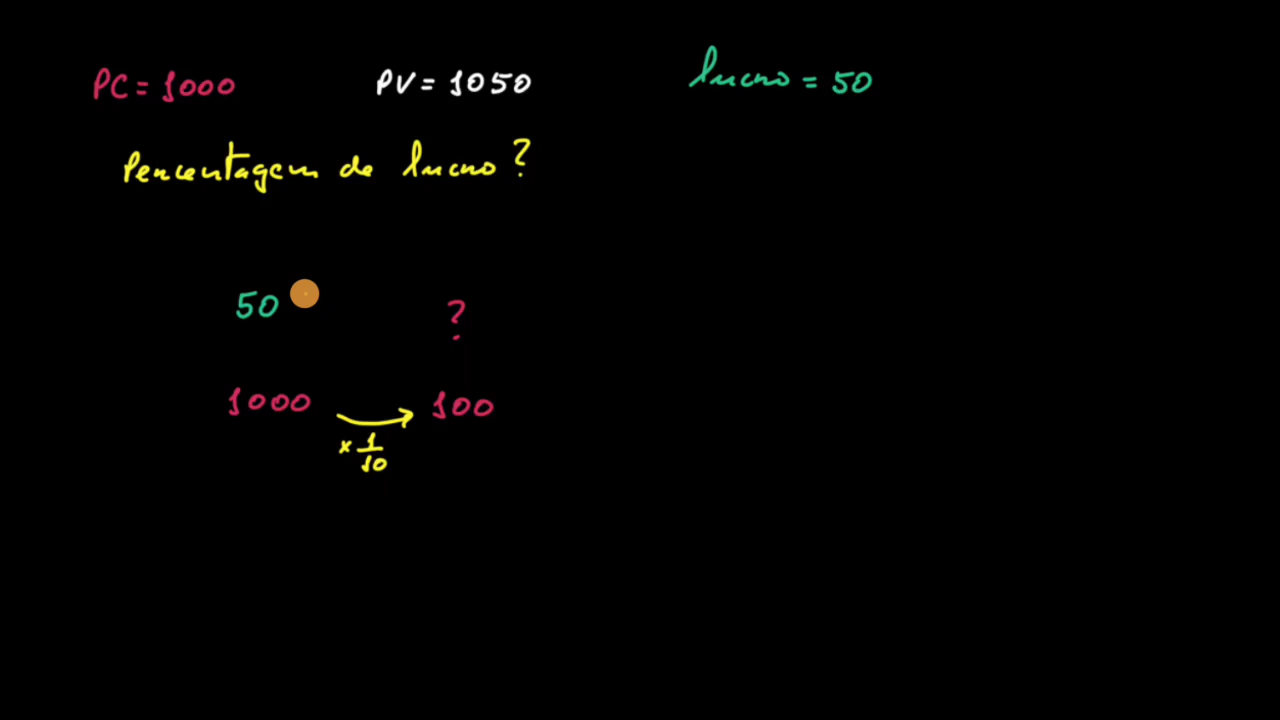 PC = 1000 PV = 1050 lucro = 50
Percentagem de lucro ?
50 ?
1000 100
× 1/10